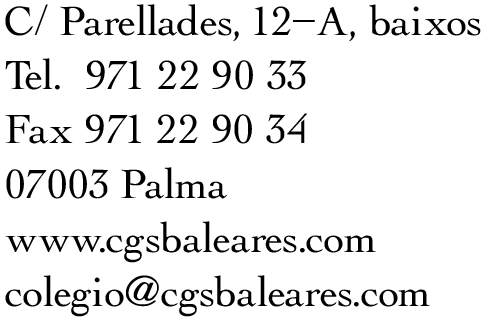 C/ Parellades, 12–A, baixos
Tel.  971 22 90 33
Fax 971 22 90 34
07003 Palma
www.cgsbaleares.com
colegio@cgsbaleares.com